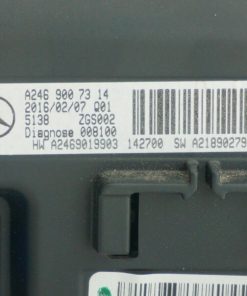 A246 900 73 14
2016/02/07 Q01
5138 ZGS002
Diagnose 008100
HW A2469019903 142700 SW A21890279